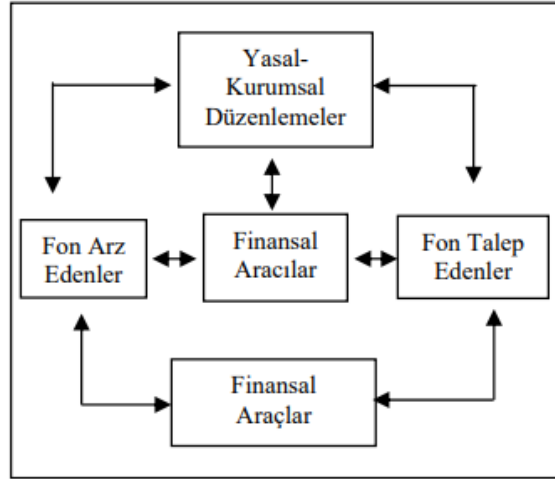 Yasal-
Kurumsal
Düzenlemeler
Fon Arz
Edenler
Finansal
Aracılar
Fon Talep
Edenler
Finansal
Araçlar